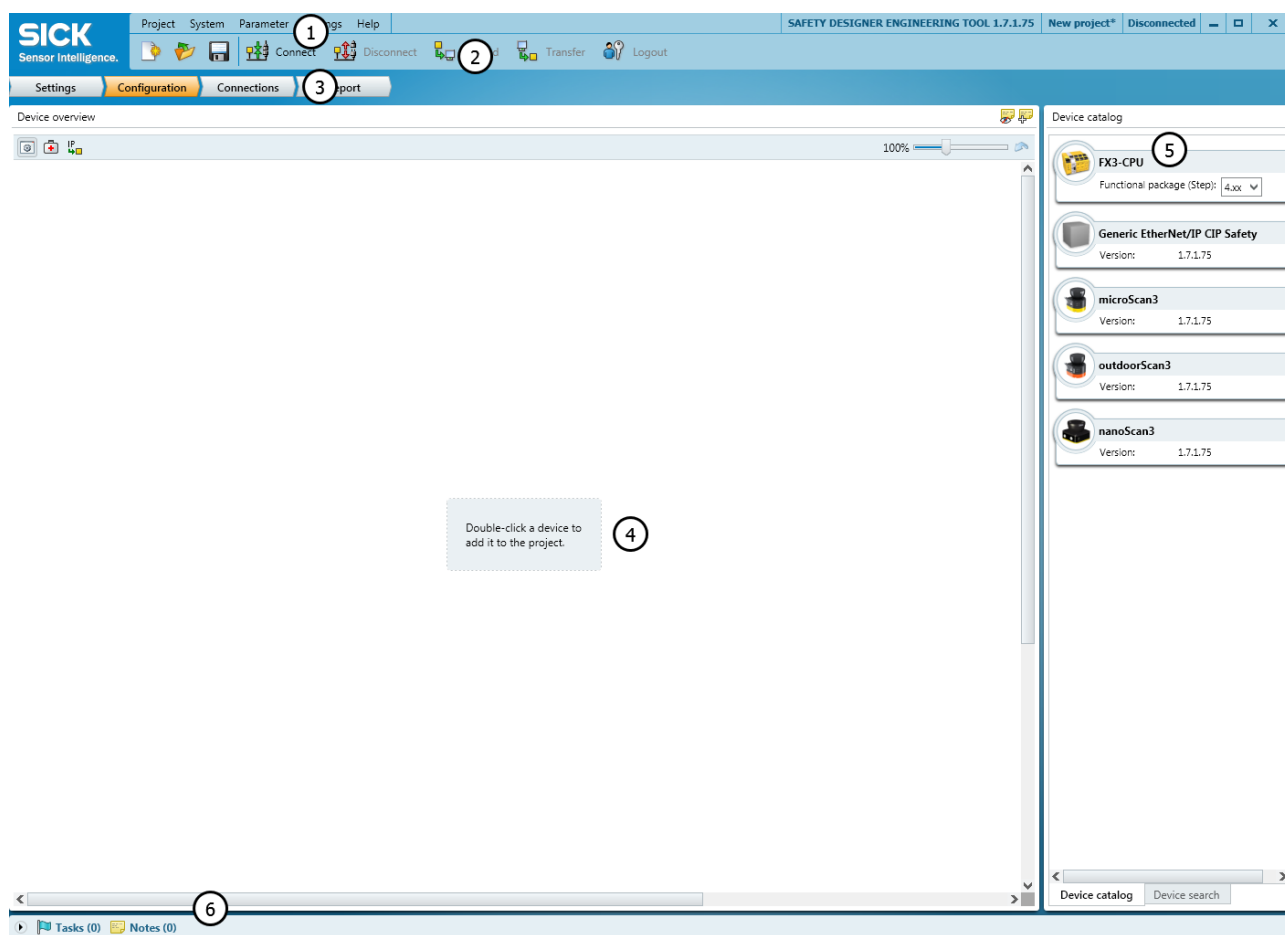 SICK
Sensor Intelligence.
Project System Parameter Help
SAFETY DESIGNER ENGINEERING TOOL 1.7.1.75 New project* Disconnected
Connect Disconnect Transfer Logout
1
2
3
Settings Configuration Connections
Device overview
100%
Device catalog
FX3-CPU
5
Functional package (Step): 4.xx
Generic EtherNet/IP CIP Safety
Version: 1.7.1.75
microScan3
Version: 1.7.1.75
outdoorScan3
Version: 1.7.1.75
nanoScan3
Version: 1.7.1.75
Double-click a device to
add it to the project.
4
IP
Device catalog Device search
6
Tasks (0) Notes (0)